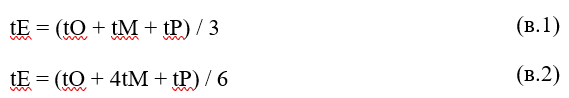 tE = (tO + tM + tP) / 3 (в.1)
tE = (tO + 4tM + tP) / 6 (в.2)